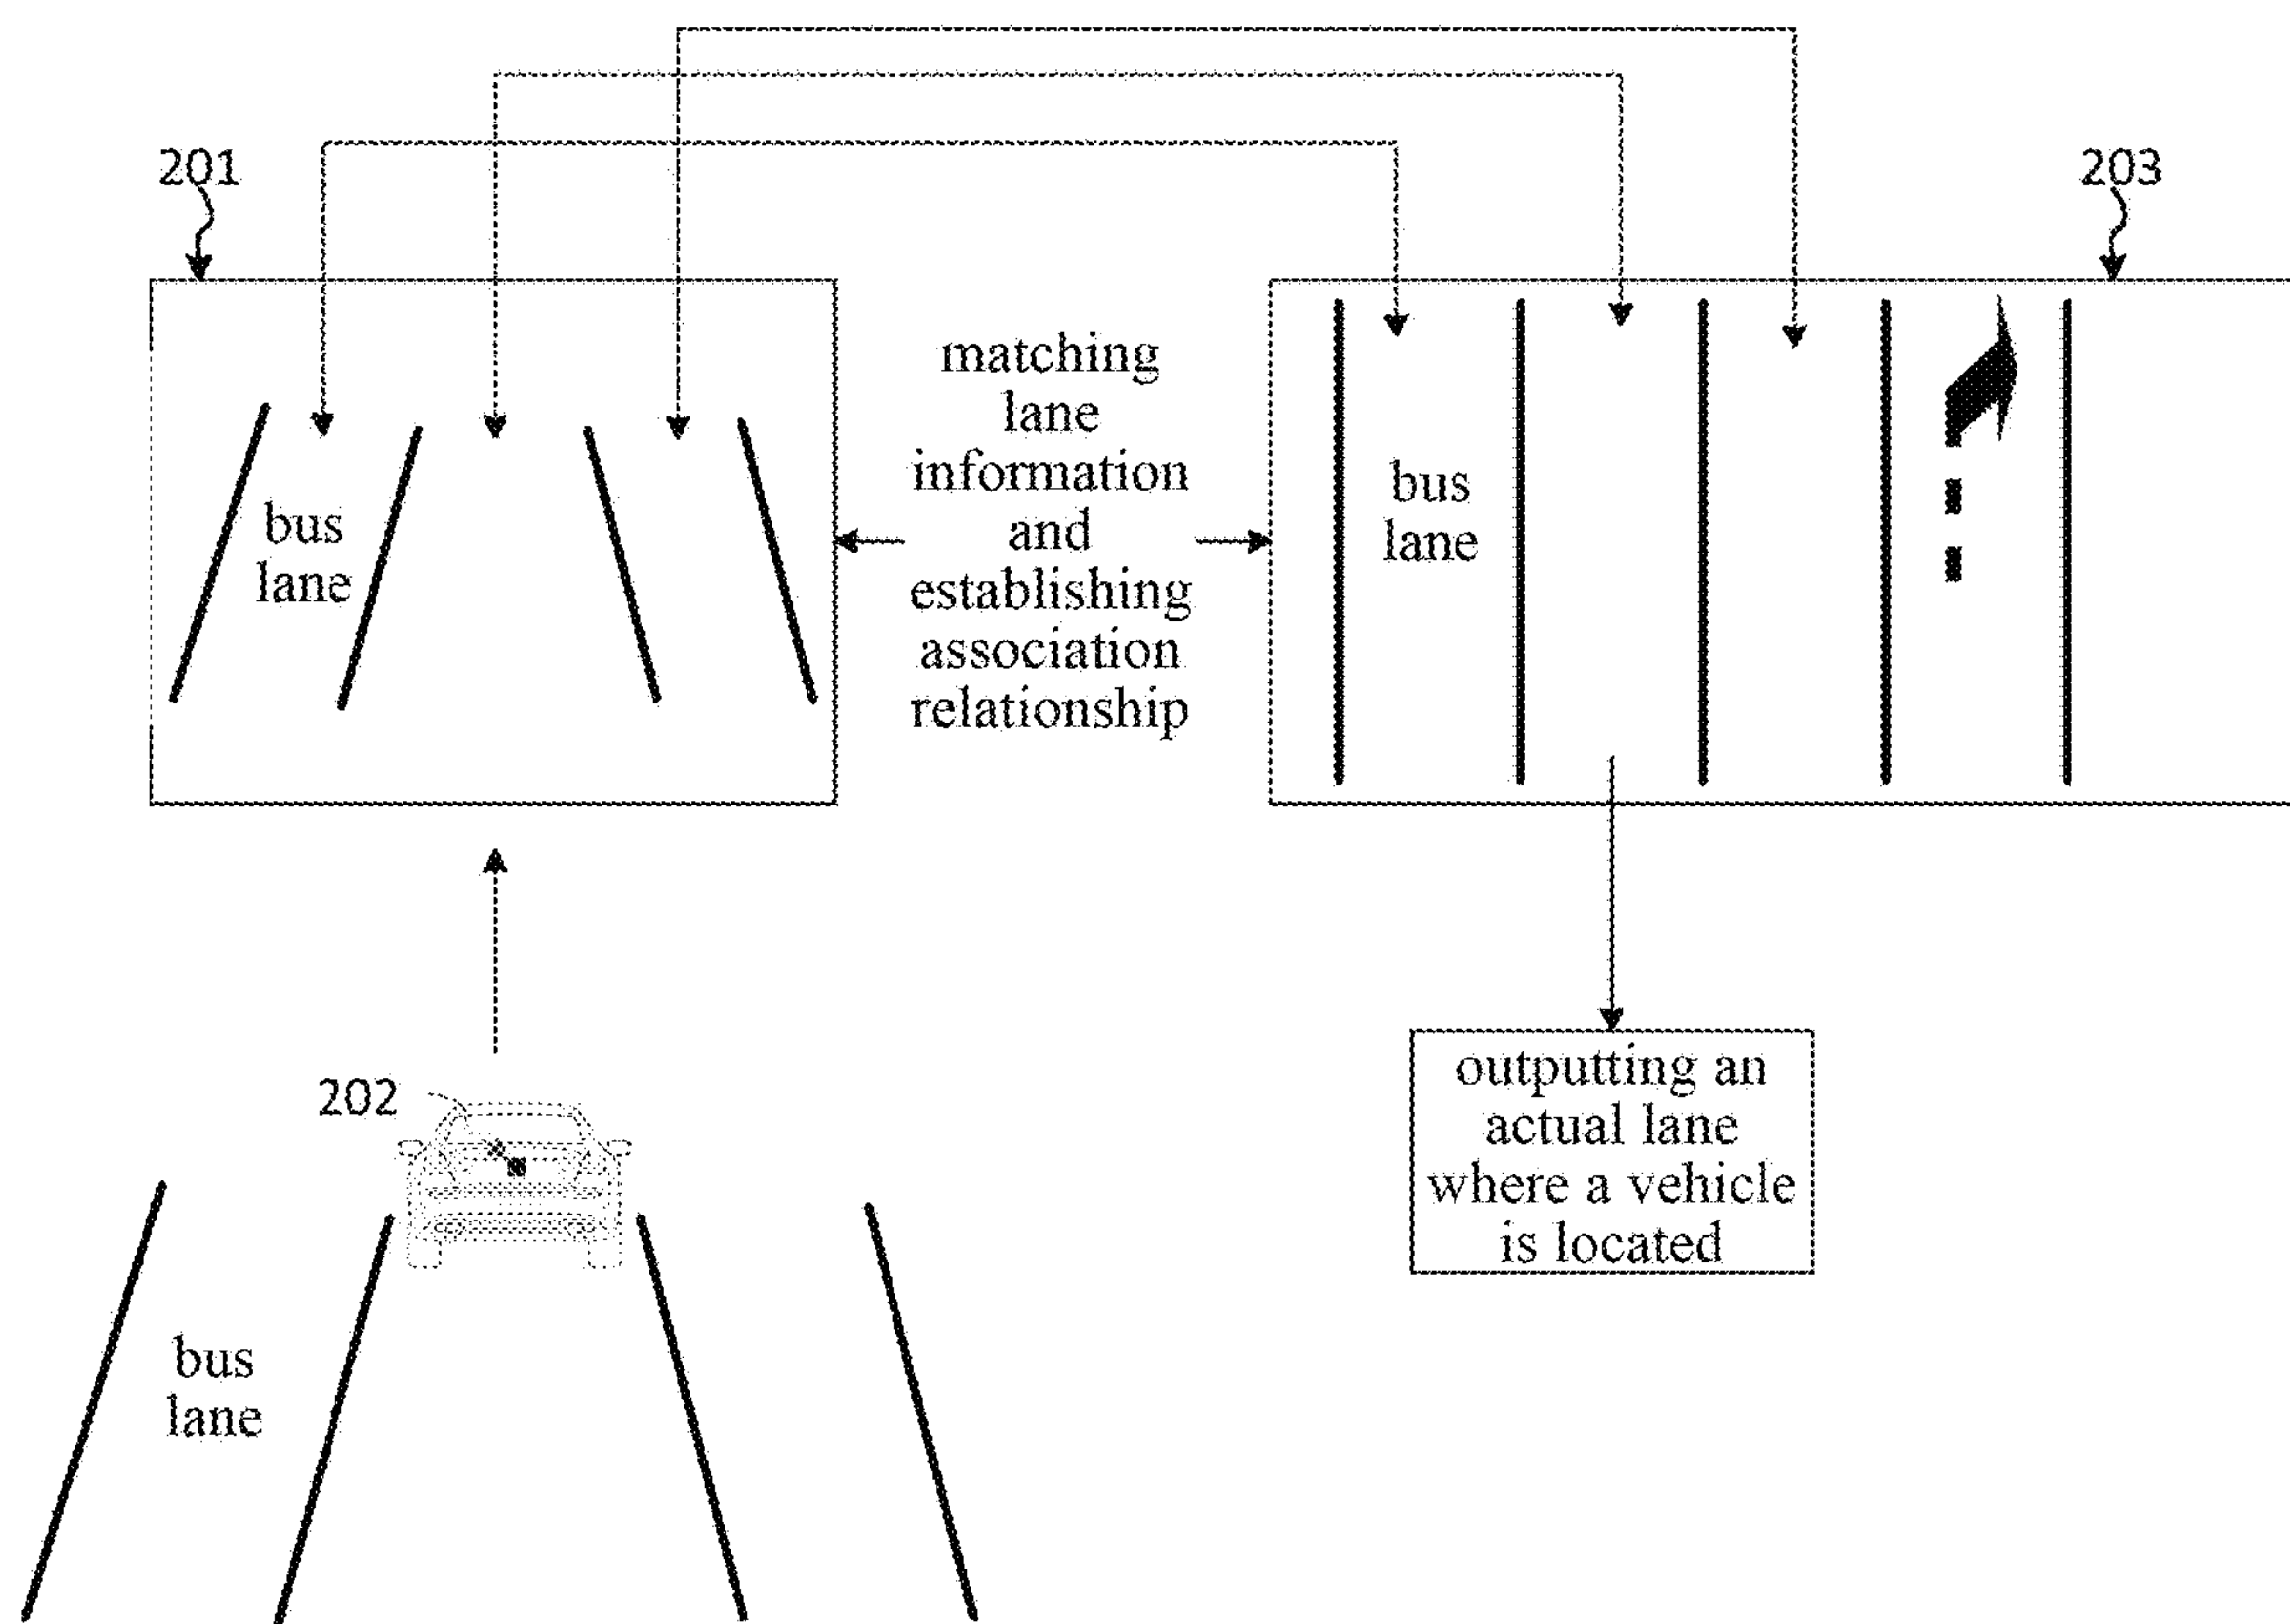 201
203
matching
lane
information
and
establishing
association
relationship
bus
lane
bus
lane
202
outputting an
actual lane
where a vehicle
is located
bus
lane